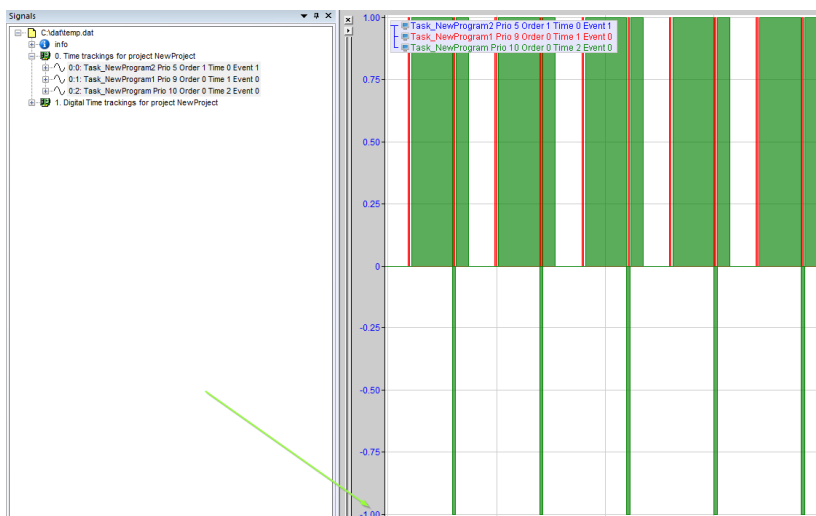 Signals
C:\dat\temp.dat
info
0. Time trackings for project NewProject
0:0: Task_NewProgram2 Prio 5 Order 1 Time 0 Event 1
0:1: Task_NewProgram1 Prio 9 Order 0 Time 1 Event 0
0:2: Task_NewProgram Prio 10 Order 0 Time 2 Event 0
1. Digital Time trackings for project NewProject
Task_NewProgram2 Prio 5 Order 1 Time 0 Event 1
Task_NewProgram1 Prio 9 Order 0 Time 1 Event 0
Task_NewProgram Prio 10 Order 0 Time 2 Event 0
1.00
0.75
0.50
0.25
0
-0.25
-0.50
-0.75
-1.00